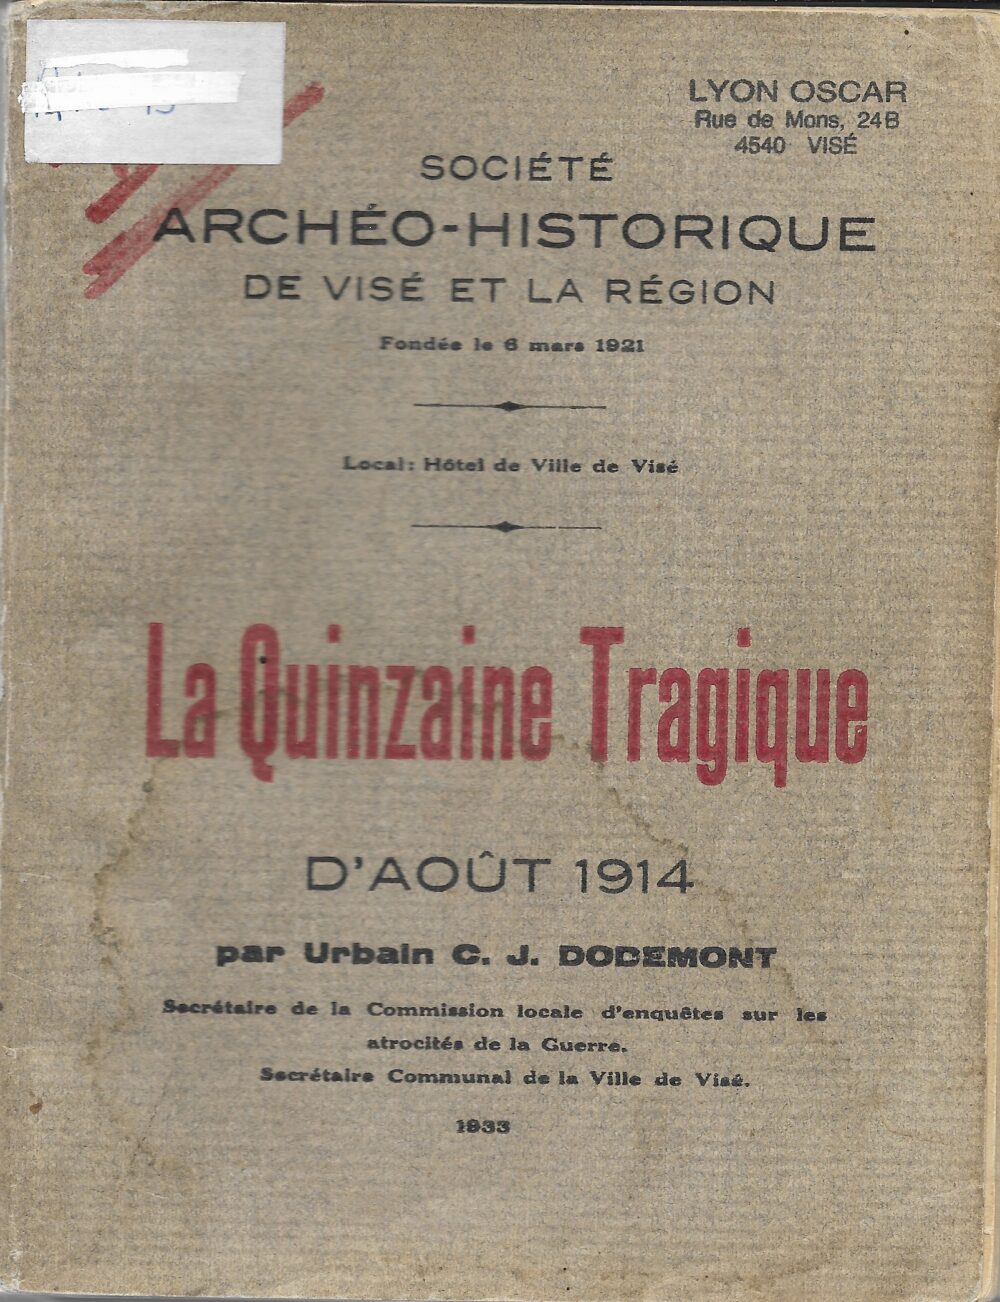 LYON OSCAR
Rue de Mons, 24B
4540 VISÉ
SOCIÉTÉ
ARCHÉO-HISTORIQUE
DE VISÉ ET LA RÉGION
Fondée le 6 mars 1921
Local: Hôtel de Ville de Visé
La Quinzaine Tragique
D'AOÛT 1914
par Urbain C. J. DODEMONT
Secrétaire de la Commission locale d'enquêtes sur les
atrocités de la Guerre.
Secrétaire Communal de la Ville de Visé.
1933